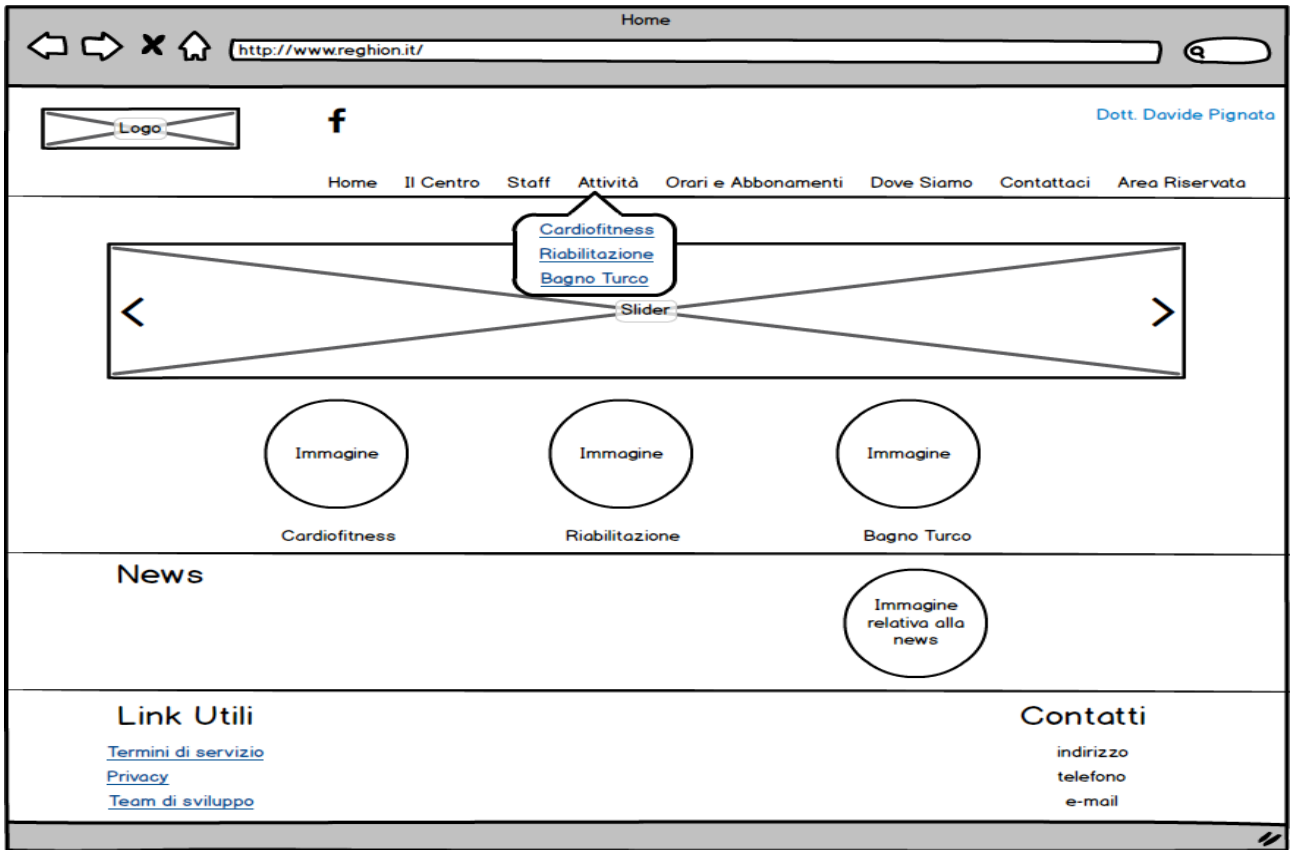 Home
http://www.reghion.it/
Logo
f
Dott. Davide Pignata
Home Il Centro Staff Attività Orari e Abbonamenti Dove Siamo Contattaci Area Riservata
Cardiofitness
Riabilitazione
Bagno Turco
Slider
Immagine Immagine Immagine
Cardiofitness Riabilitazione Bagno Turco
News
Immagine
relativa alla
news
Link Utili
Termini di servizio
Privacy
Team di sviluppo
Contatti
indirizzo
telefono
e-mail